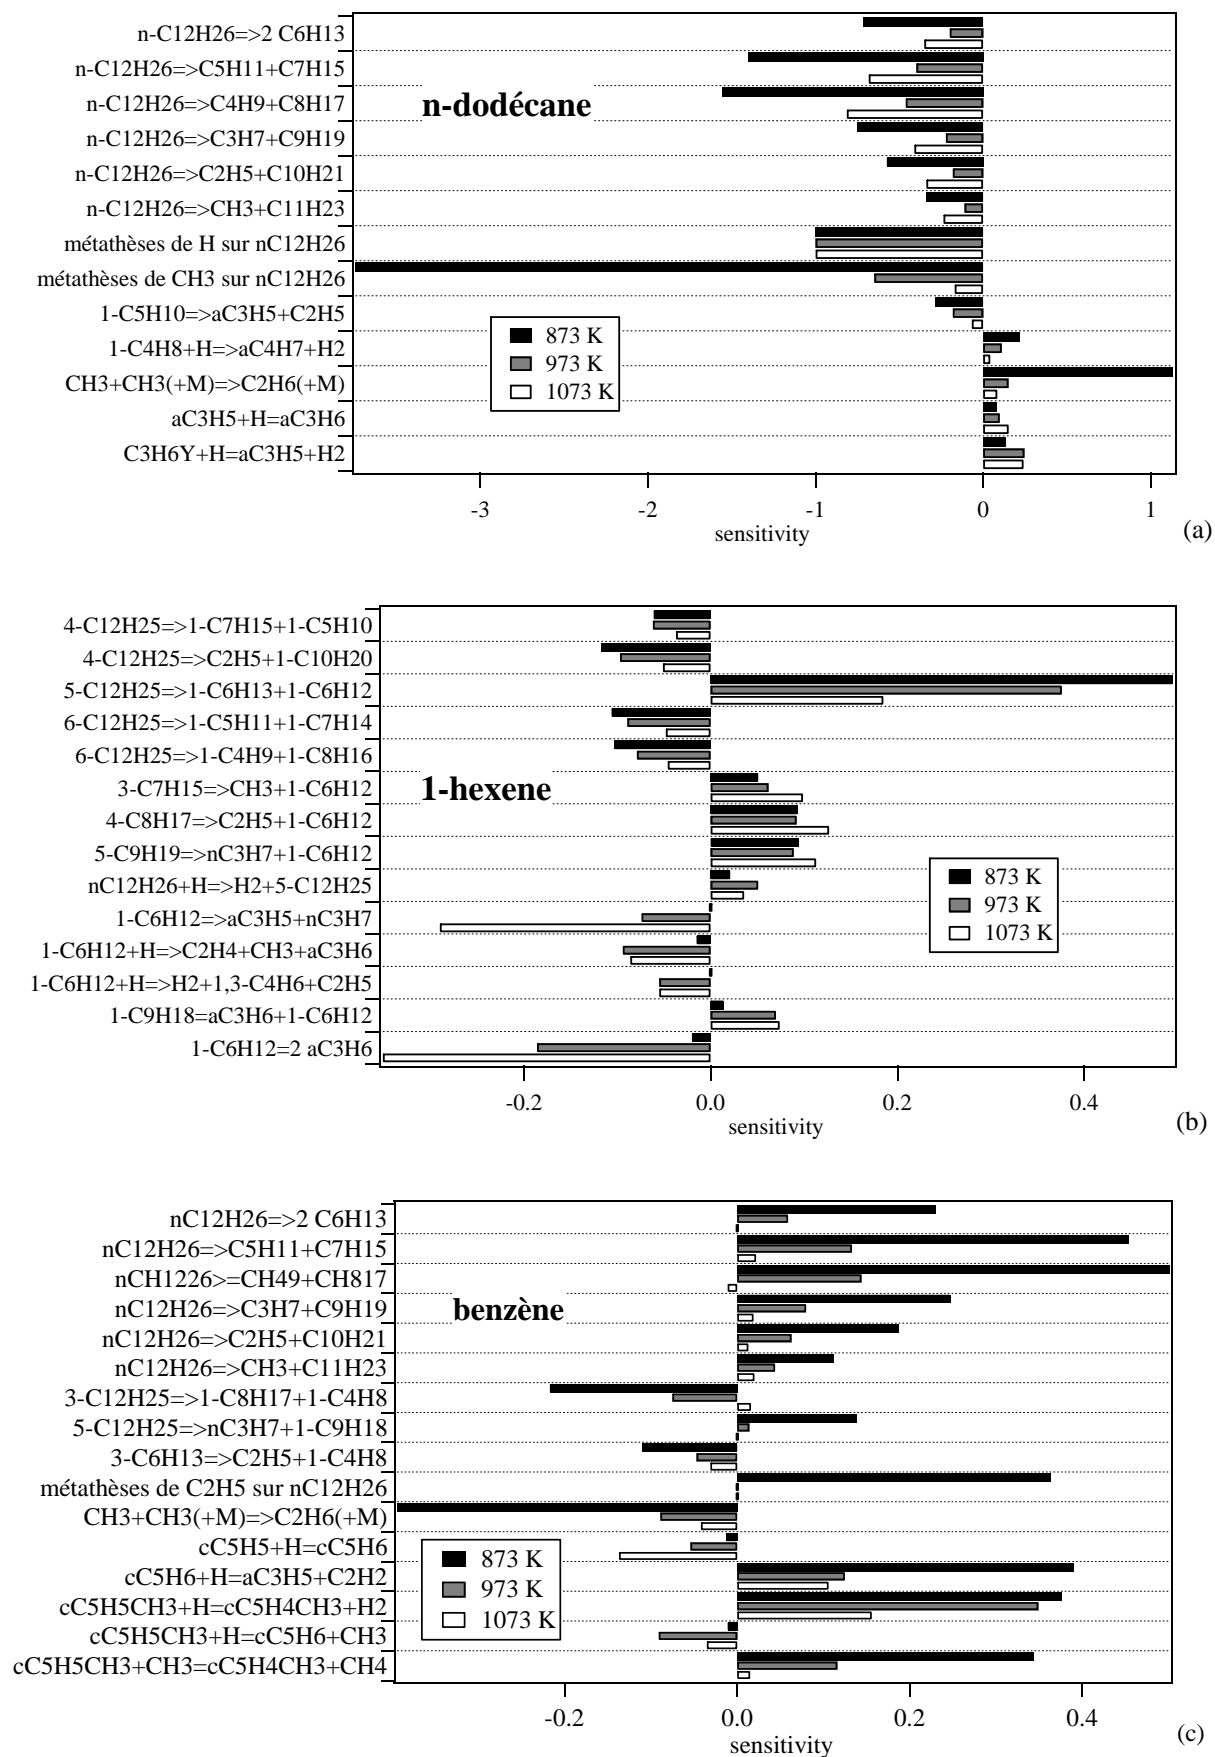 n-C12H26=>2 C6H13
n-C12H26=>C5H11+C7H15
n-C12H26=>C4H9+C8H17
n-C12H26=>C3H7+C9H19
n-C12H26=>C2H5+C10H21
n-C12H26=>CH3+C11H23
métathèses de H sur nC12H26
métathèses de CH3 sur nC12H26
1-C5H10=>aC3H5+C2H5
1-C4H8+H=>aC4H7+H2
CH3+CH3(+M)=>C2H6(+M)
aC3H5+H=aC3H6
C3H6Y+H=aC3H5+H2
n-dodécane
873 K
973 K
1073 K
-3 -2 -1 0 1
sensitivity
(a)
4-C12H25=>1-C7H15+1-C5H10
4-C12H25=>C2H5+1-C10H20
5-C12H25=>1-C6H13+1-C6H12
6-C12H25=>1-C5H11+1-C7H14
6-C12H25=>1-C4H9+1-C8H16
3-C7H15=>CH3+1-C6H12
4-C8H17=>C2H5+1-C6H12
5-C9H19=>nC3H7+1-C6H12
nC12H26+H=>H2+5-C12H25
1-C6H12=>aC3H5+nC3H7
1-C6H12+H=>C2H4+CH3+aC3H6
1-C6H12+H=>H2+1,3-C4H6+C2H5
1-C9H18=aC3H6+1-C6H12
1-C6H12=2 aC3H6
1-hexene
873 K
973 K
1073 K
-0.2 0.0 0.2 0.4
sensitivity
(b)
nC12H26=>2 C6H13
nC12H26=>C5H11+C7H15
nCH1226>=CH49+CH817
nC12H26=>C3H7+C9H19
nC12H26=>C2H5+C10H21
nC12H26=>CH3+C11H23
3-C12H25=>1-C8H17+1-C4H8
5-C12H25=>nC3H7+1-C9H18
3-C6H13=>C2H5+1-C4H8
métathèses de C2H5 sur nC12H26
CH3+CH3(+M)=>C2H6(+M)
cC5H5+H=cC5H6
cC5H6+H=aC3H5+C2H2
cC5H5CH3+H=cC5H4CH3+H2
cC5H5CH3+H=cC5H6+CH3
cC5H5CH3+CH3=cC5H4CH3+CH4
benzène
873 K
973 K
1073 K
-0.2 0.0 0.2 0.4
sensitivity
(c)